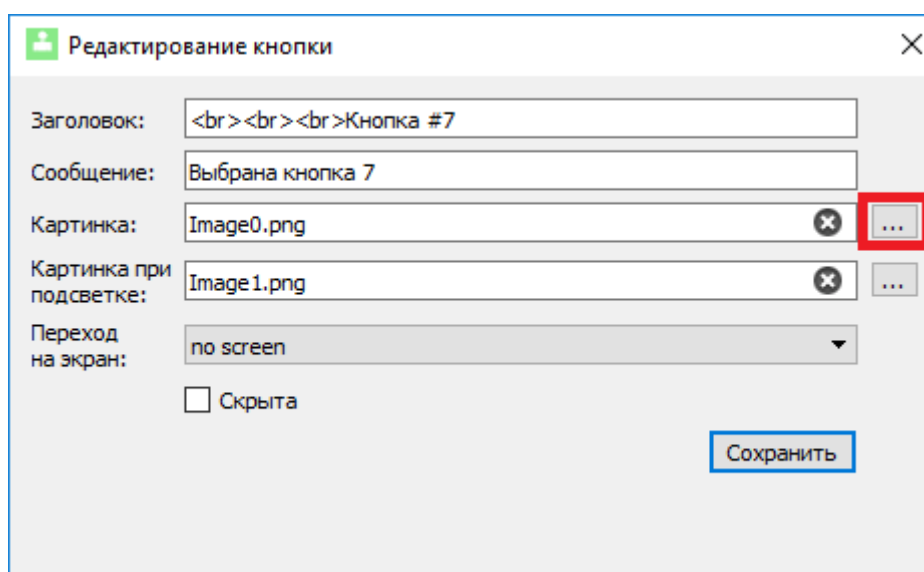 Редактирование кнопки
Заголовок: <br><br><br>Кнопка #7
Сообщение: Выбрана кнопка 7
Картинка: Image0.png ...
Картинка при
подсветке: Image1.png ...
Переход
на экран: no screen
Скрыта
Сохранить